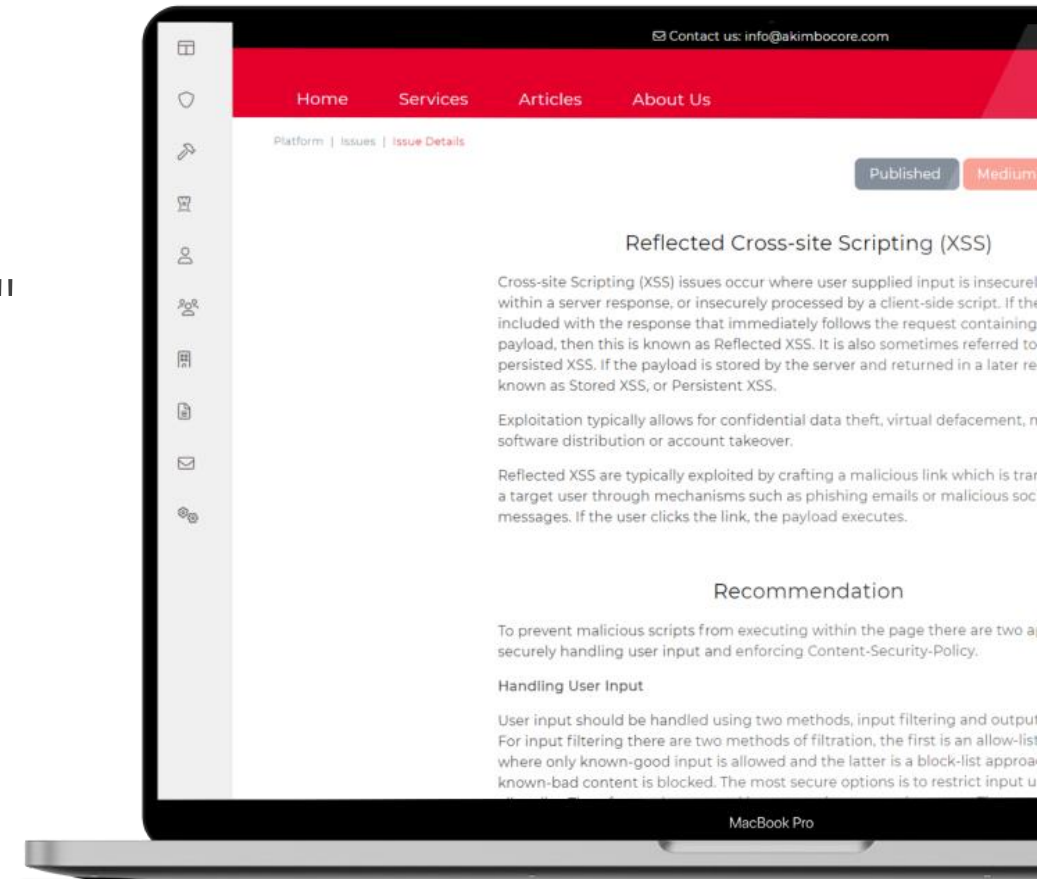 "
Contact us: info@akimbocore.com
Home Services Articles About Us
Platform | Issues | Issue Details
Published Medium
Reflected Cross-site Scripting (XSS)
Cross-site Scripting (XSS) issues occur where user supplied input is insecurel
within a server response, or insecurely processed by a client-side script. If the
included with the response that immediately follows the request containing
payload, then this is known as Reflected XSS. It is also sometimes referred to
persisted XSS. If the payload is stored by the server and returned in a later re
known as Stored XSS, or Persistent XSS.
Exploitation typically allows for confidential data theft, virtual defacement, m
software distribution or account takeover.
Reflected XSS are typically exploited by crafting a malicious link which is tra
a target user through mechanisms such as phishing emails or malicious soc
messages. If the user clicks the link, the payload executes.
Recommendation
To prevent malicious scripts from executing within the page there are two a
securely handling user input and enforcing Content-Security-Policy.
Handling User Input
User input should be handled using two methods, input filtering and output
For input filtering there are two methods of filtration, the first is an allow-list
where only known-good input is allowed and the latter is a block-list approa
known-bad content is blocked. The most secure options is to restrict input u
MacBook Pro